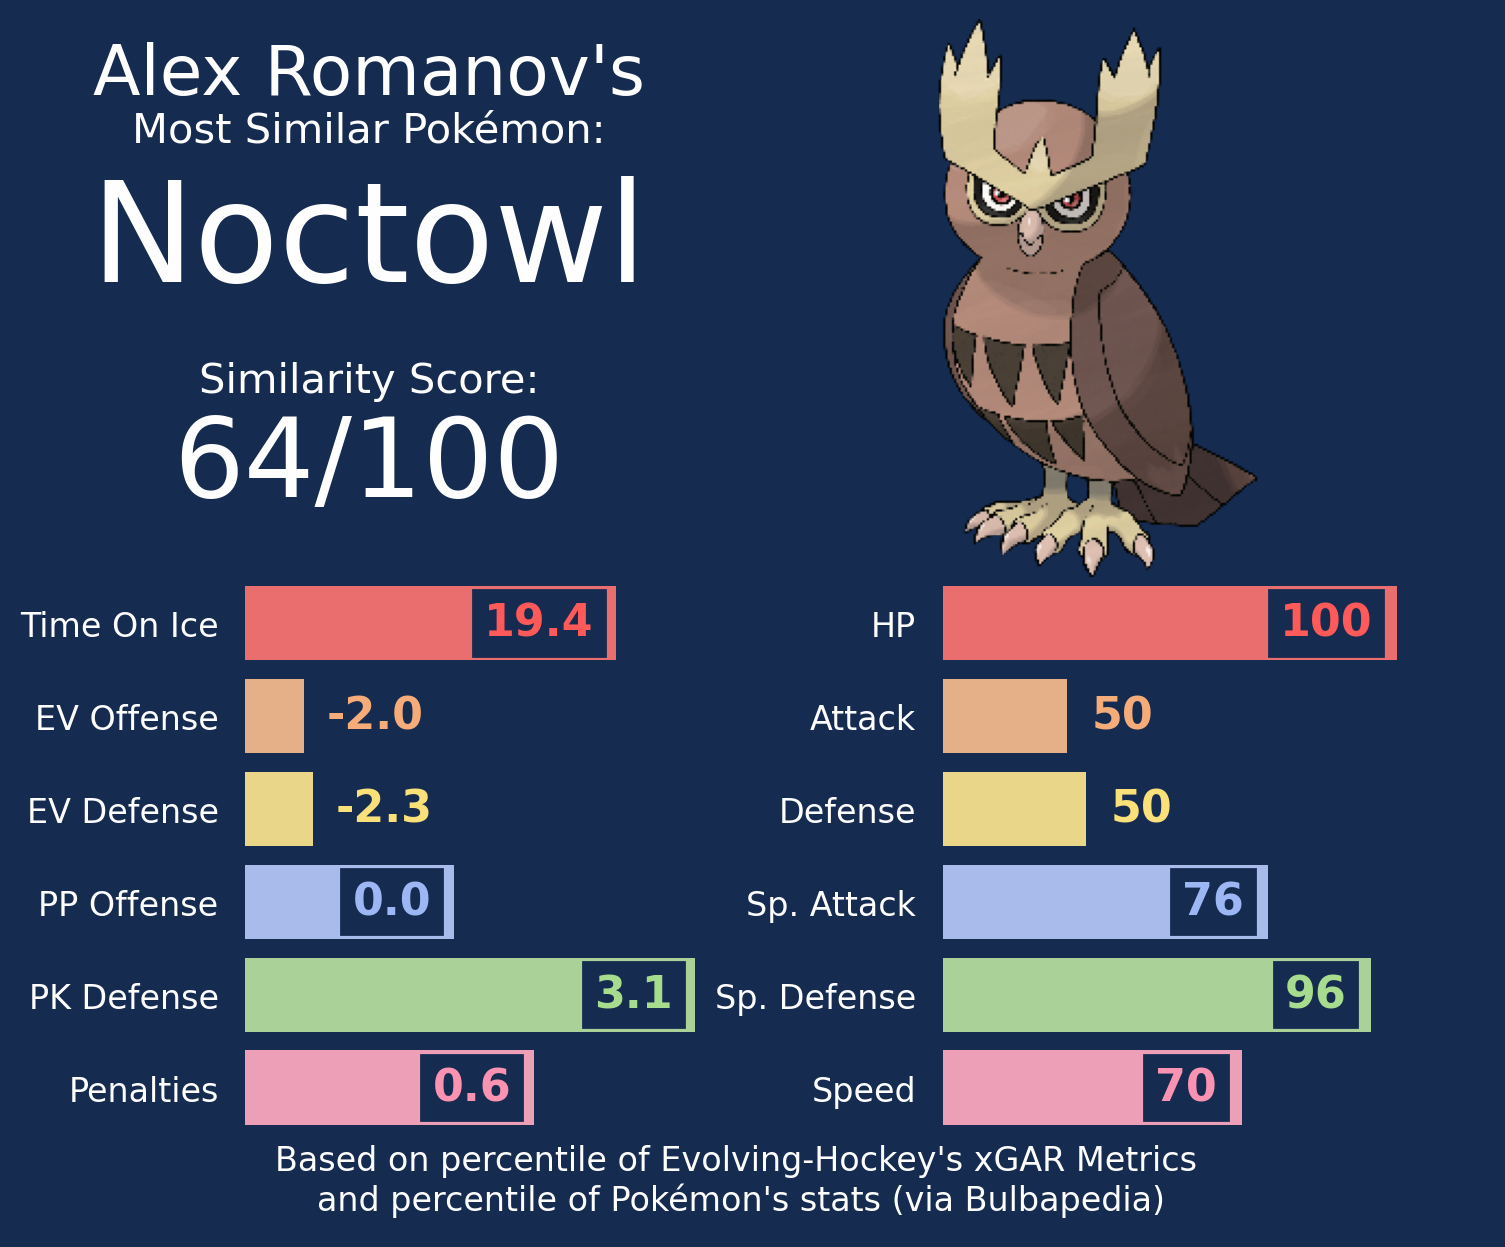 Alex Romanov's
Most Similar Pokémon:
Noctowl
Similarity Score:
64/100
Time On Ice 19.4
EV Offense -2.0
EV Defense -2.3
PP Offense 0.0
PK Defense 3.1
Penalties 0.6
HP 100
Attack 50
Defense 50
Sp. Attack 76
Sp. Defense 96
Speed 70
Based on percentile of Evolving-Hockey's xGAR Metrics
and percentile of Pokémon's stats (via Bulbapedia)